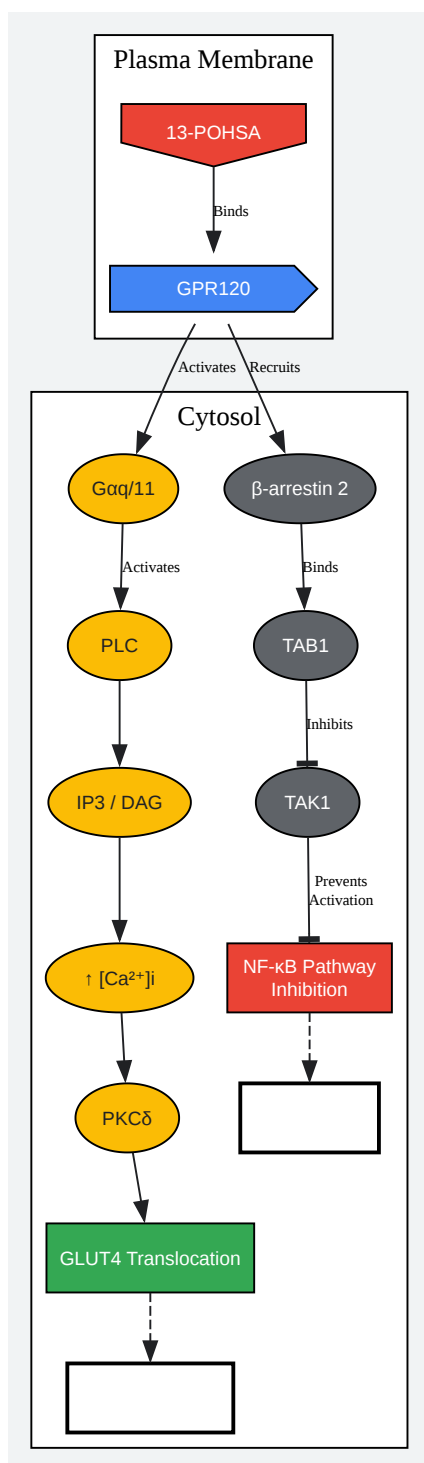 Plasma Membrane
13-POHSA
Binds
GPR120
Activates
Recruits
Cytosol
Gαq/11
β-arrestin 2
Activates
Binds
PLC
TAB1
Inhibits
IP3 / DAG
TAK1
Prevents
Activation
↑ [Ca²⁺]i
NF-κB Pathway
Inhibition
PKCδ
GLUT4 Translocation